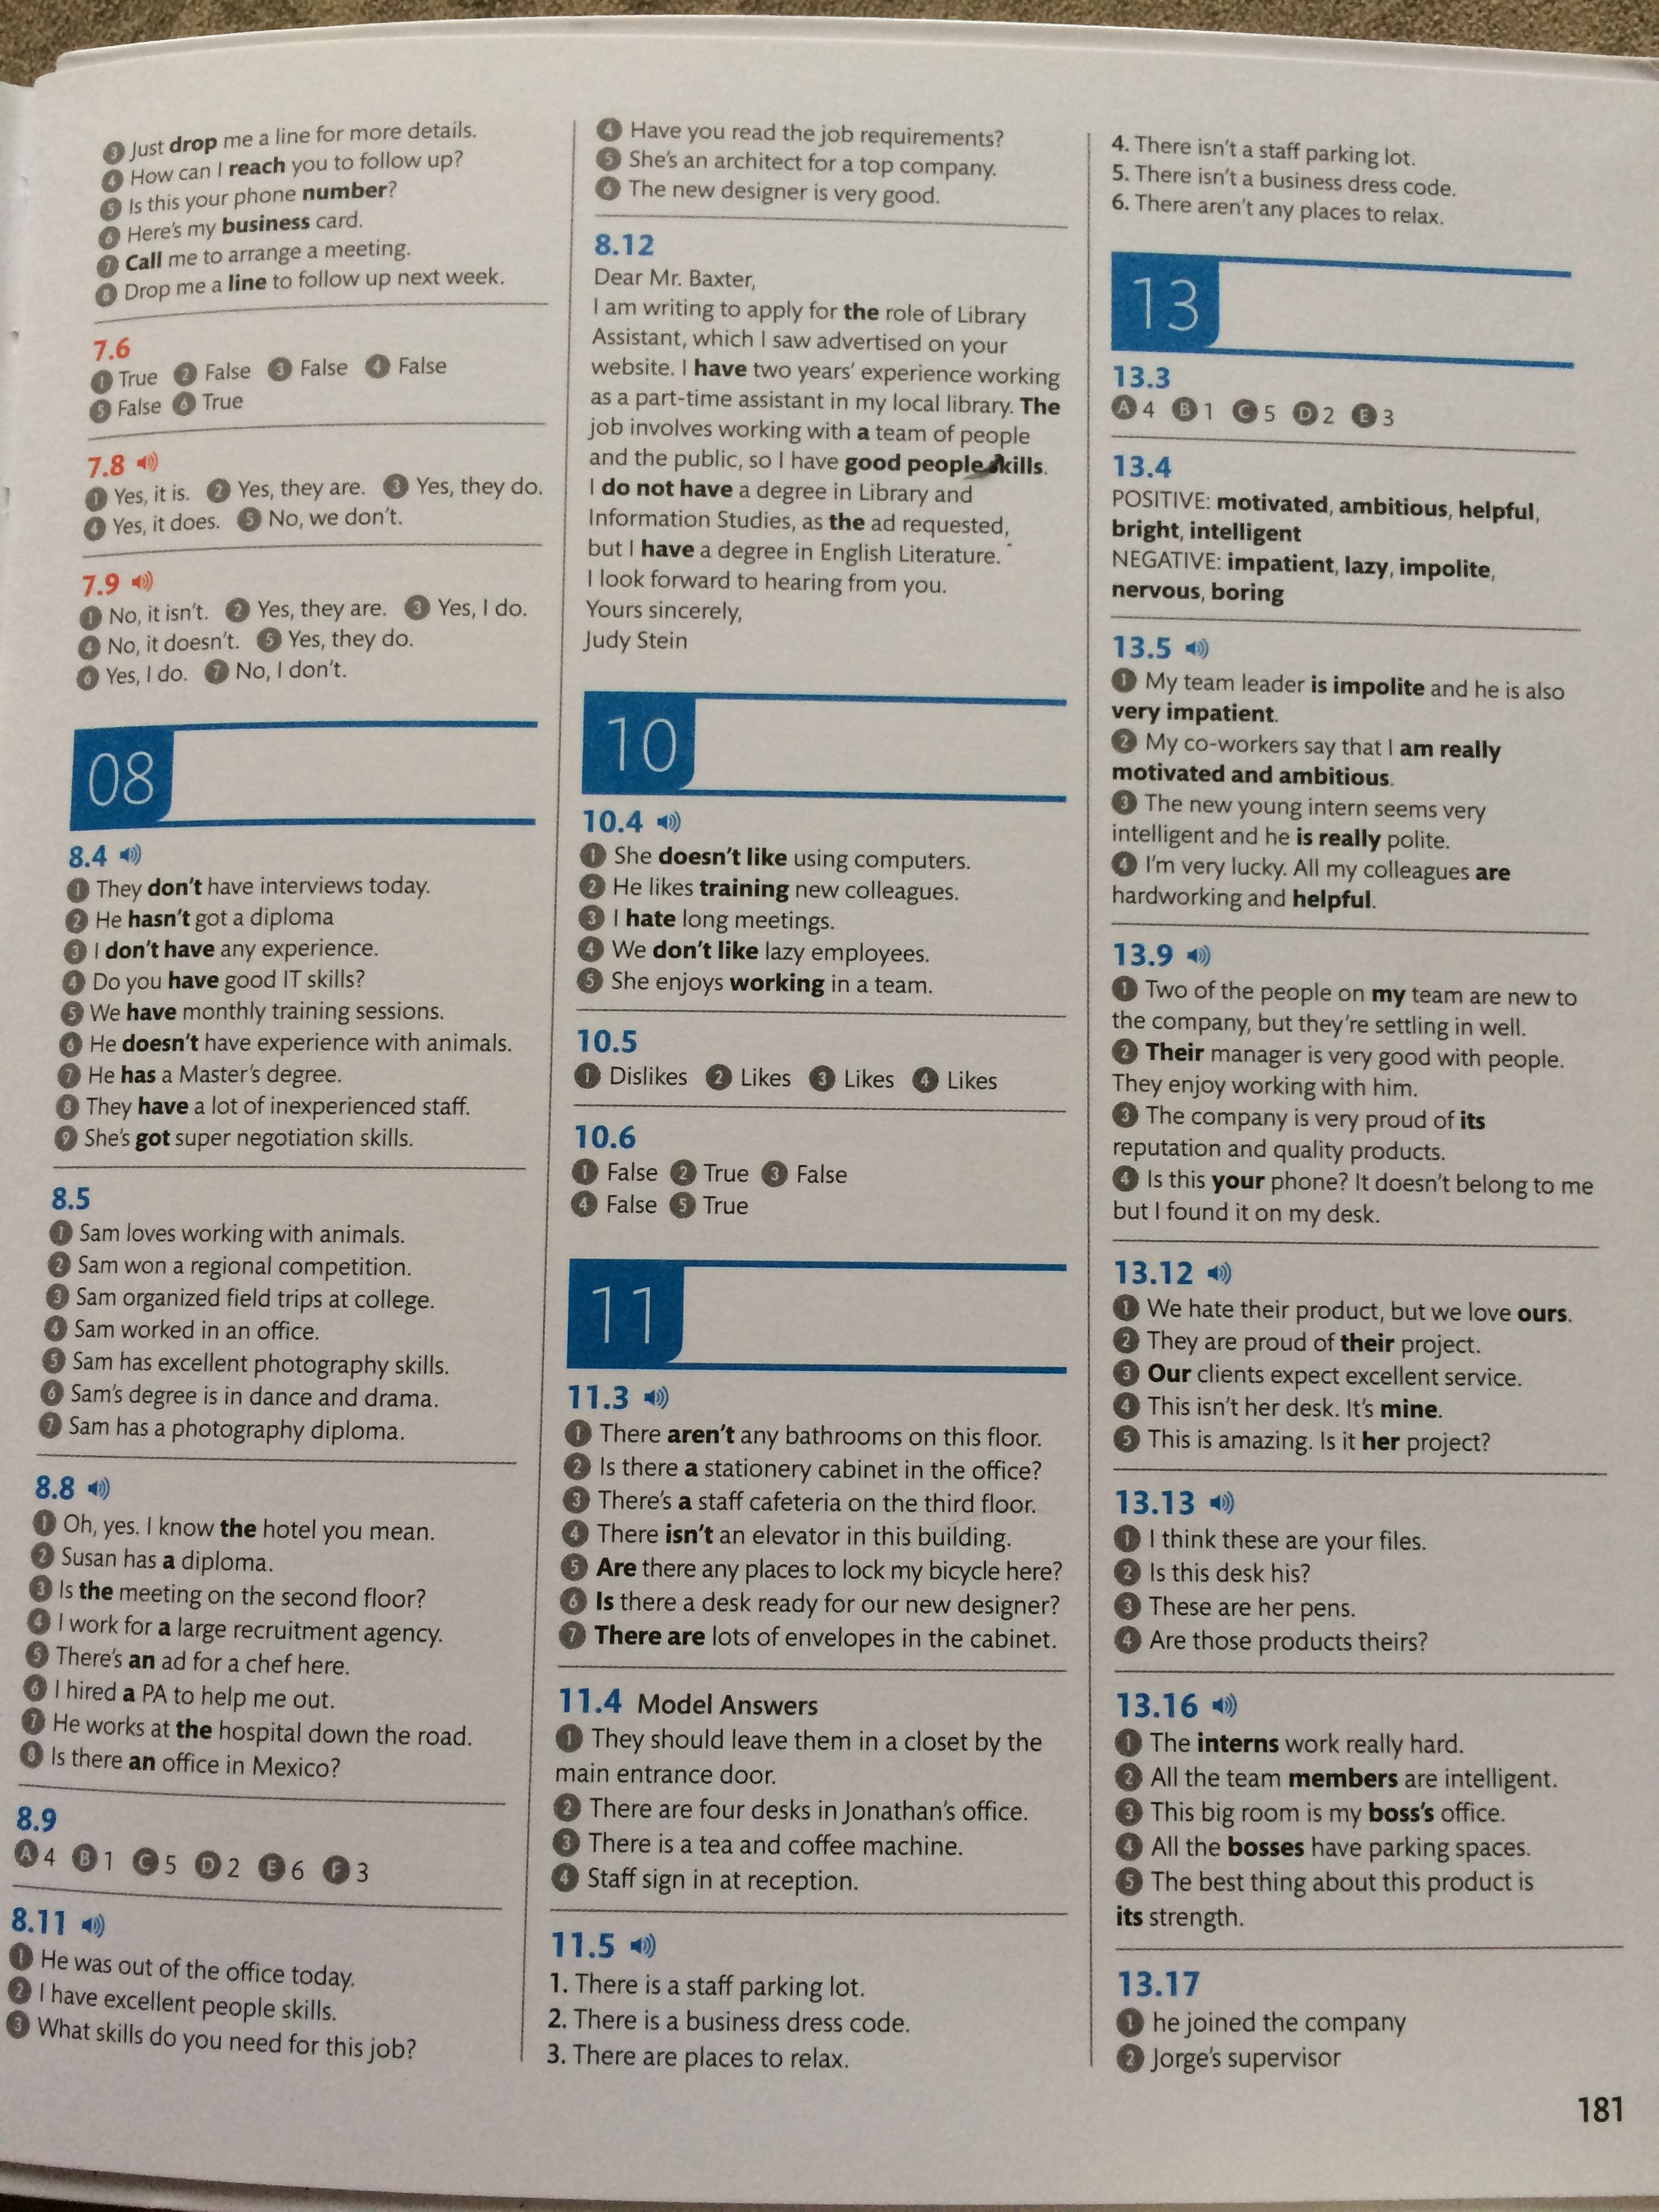 3 Just drop me a line for more details.
4 How can I reach you to follow up?
5 Is this your phone number?
6 Here's my business card.
7 Call me to arrange a meeting.
8 Drop me a line to follow up next week.
7.6
1 True 2 False 3 False 4 False
5 False 6 True
7.8
1 Yes, it is. 2 Yes, they are. 3 Yes, they do.
4 Yes, it does. 5 No, we don't.
7.9
1 No, it isn't. 2 Yes, they are. 3 Yes, I do.
4 No, it doesn't. 5 Yes, they do.
6 Yes, I do. 7 No, I don't.
08
8.4
1 They don't have interviews today.
2 He hasn't got a diploma
3 I don't have any experience.
4 Do you have good IT skills?
5 We have monthly training sessions.
6 He doesn't have experience with animals.
7 He has a Master's degree.
8 They have a lot of inexperienced staff.
9 She's got super negotiation skills.
8.5
1 Sam loves working with animals.
2 Sam won a regional competition.
3 Sam organized field trips at college.
4 Sam worked in an office.
5 Sam has excellent photography skills.
6 Sam's degree is in dance and drama.
7 Sam has a photography diploma.
8.8
1 Oh, yes. I know the hotel you mean.
2 Susan has a diploma.
3 Is the meeting on the second floor?
4 I work for a large recruitment agency.
5 There's an ad for a chef here.
6 I hired a PA to help me out.
7 He works at the hospital down the road.
8 Is there an office in Mexico?
8.9
A 4 B 1 C 5 D 2 E 6 F 3
8.11
1 He was out of the office today.
2 I have excellent people skills.
3 What skills do you need for this job?
4 Have you read the job requirements?
5 She's an architect for a top company.
6 The new designer is very good.
8.12
Dear Mr. Baxter,
I am writing to apply for the role of Library
Assistant, which I saw advertised on your
website. I have two years' experience working
as a part-time assistant in my local library. The
job involves working with a team of people
and the public, so I have good people skills.
I do not have a degree in Library and
Information Studies, as the ad requested,
but I have a degree in English Literature.
I look forward to hearing from you.
Yours sincerely,
Judy Stein
10
10.4
1 She doesn't like using computers.
2 He likes training new colleagues.
3 I hate long meetings.
4 We don't like lazy employees.
5 She enjoys working in a team.
10.5
1 Dislikes 2 Likes 3 Likes 4 Likes
10.6
1 False 2 True 3 False
4 False 5 True
11
11.3
1 There aren't any bathrooms on this floor.
2 Is there a stationery cabinet in the office?
3 There's a staff cafeteria on the third floor.
4 There isn't an elevator in this building.
5 Are there any places to lock my bicycle here?
6 Is there a desk ready for our new designer?
7 There are lots of envelopes in the cabinet.
11.4 Model Answers
1 They should leave them in a closet by the
main entrance door.
2 There are four desks in Jonathan's office.
3 There is a tea and coffee machine.
4 Staff sign in at reception.
11.5
1. There is a staff parking lot.
2. There is a business dress code.
3. There are places to relax.
4. There isn't a staff parking lot.
5. There isn't a business dress code.
6. There aren't any places to relax.
13
13.3
A 4 B 1 C 5 D 2 E 3
13.4
POSITIVE: motivated, ambitious, helpful,
bright, intelligent
NEGATIVE: impatient, lazy, impolite,
nervous, boring
13.5
1 My team leader is impolite and he is also
very impatient.
2 My co-workers say that I am really
motivated and ambitious.
3 The new young intern seems very
intelligent and he is really polite.
4 I'm very lucky. All my colleagues are
hardworking and helpful.
13.9
1 Two of the people on my team are new to
the company, but they're settling in well.
2 Their manager is very good with people.
They enjoy working with him.
3 The company is very proud of its
reputation and quality products.
4 Is this your phone? It doesn't belong to me
but I found it on my desk.
13.12
1 We hate their product, but we love ours.
2 They are proud of their project.
3 Our clients expect excellent service.
4 This isn't her desk. It's mine.
5 This is amazing. Is it her project?
13.13
1 I think these are your files.
2 Is this desk his?
3 These are her pens.
4 Are those products theirs?
13.16
1 The interns work really hard.
2 All the team members are intelligent.
3 This big room is my boss's office.
4 All the bosses have parking spaces.
5 The best thing about this product is
its strength.
13.17
1 he joined the company
2 Jorge's supervisor
181